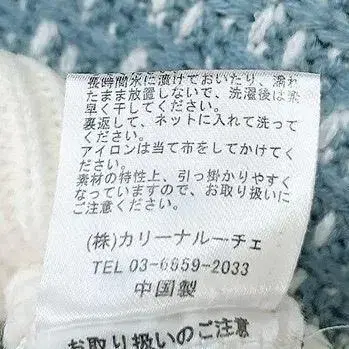 長時間水に漬けておいたり、濡れ
たまま放置しないで、洗濯後は素
早く干してください。
裏返して、ネットに入れて洗って
ください。
アイロンは当て布をしてかけてく
ださい。
素材の特性上、引っ掛かりやすく
なっていますので、お取り扱いに
ご注意ください。
(株)カリーナルーチェ
TEL 03-6859-2033
中国製
お取り扱いのご注意